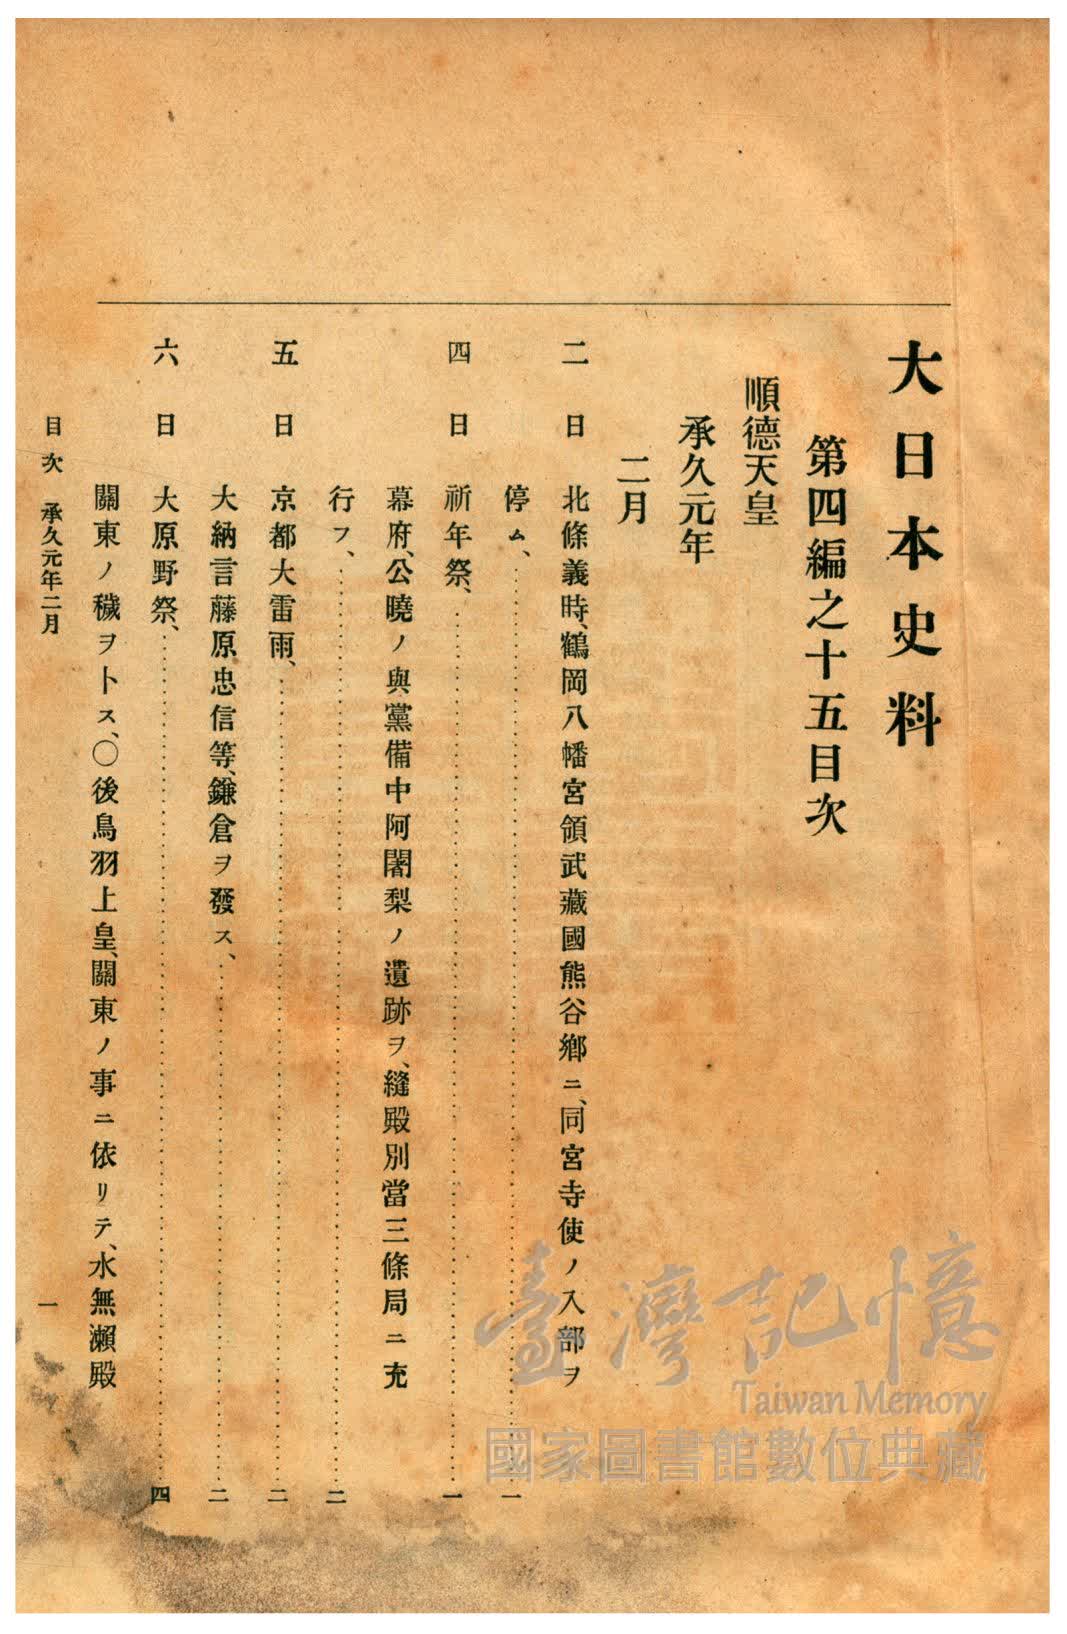 大日本史料
第四編之十五目次
順德天皇
承久元年
二月
二日 北條義時、鶴岡八幡宮領武藏國熊谷鄕ニ、同宮寺使ノ入部ヲ
停ム、……一
四日 祈年祭、……一
幕府、公曉ノ與黨備中阿闍梨ノ遺跡ヲ、縫殿別當三條局ニ充
行フ、……二
五日 京都大雷雨、……二
大納言藤原忠信等、鎌倉ヲ發ス、……二
六日 大原野祭、……四
關東ノ穢ヲトス、〇後鳥羽上皇、關東ノ事ニ依リテ、水無瀨殿
目次 承久元年二月 一
臺灣記憶
Taiwan Memory
國家圖書館數位典藏